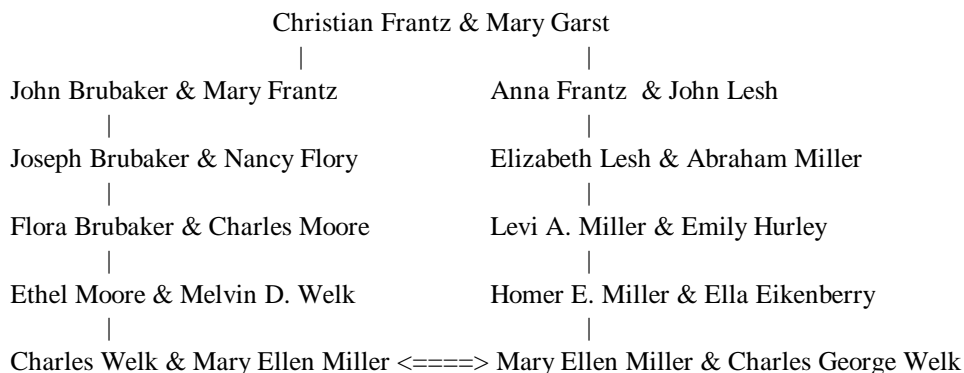 Christian Frantz & Mary Garst
| |
John Brubaker & Mary Frantz Anna Frantz & John Lesh
| |
Joseph Brubaker & Nancy Flory Elizabeth Lesh & Abraham Miller
| |
Flora Brubaker & Charles Moore Levi A. Miller & Emily Hurley
| |
Ethel Moore & Melvin D. Welk Homer E. Miller & Ella Eikenberry
| |
Charles Welk & Mary Ellen Miller <====> Mary Ellen Miller & Charles George Welk